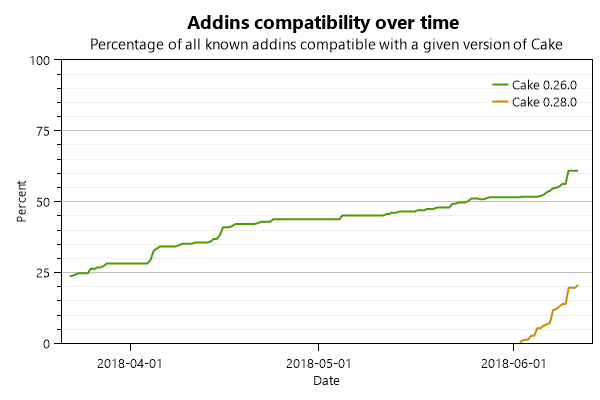 Addins compatibility over time
Percentage of all known addins compatible with a given version of Cake
100
Cake 0.26.0
Cake 0.28.0
75
Percent
50
25
0
2018-04-01
2018-05-01
2018-06-01
Date